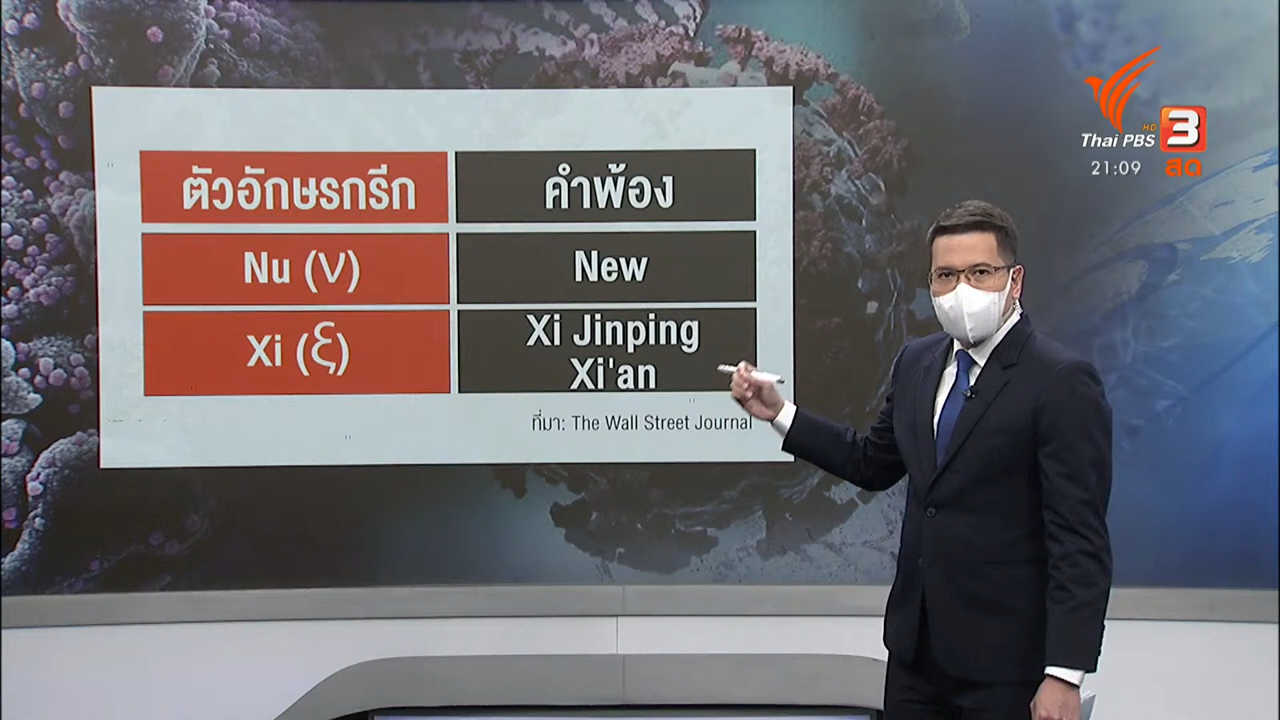 ตัวอักษรกรีก คำพ้อง
Nu (ν) New
Xi (ξ) Xi Jinping
Xi'an
ที่มา: The Wall Street Journal
Thai PBS HD 3
21:09 สด